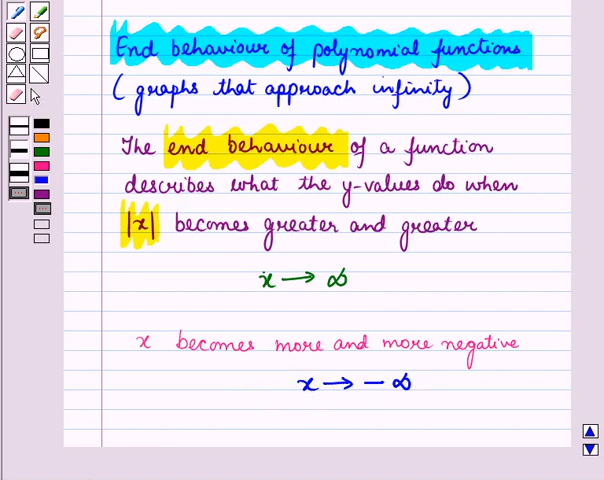 End behaviour of polynomial functions
( graphs that approach infinity )
The end behaviour of a function
describes what the y-values do when
|x| becomes greater and greater
x → ∞
x becomes more and more negative
x → - ∞